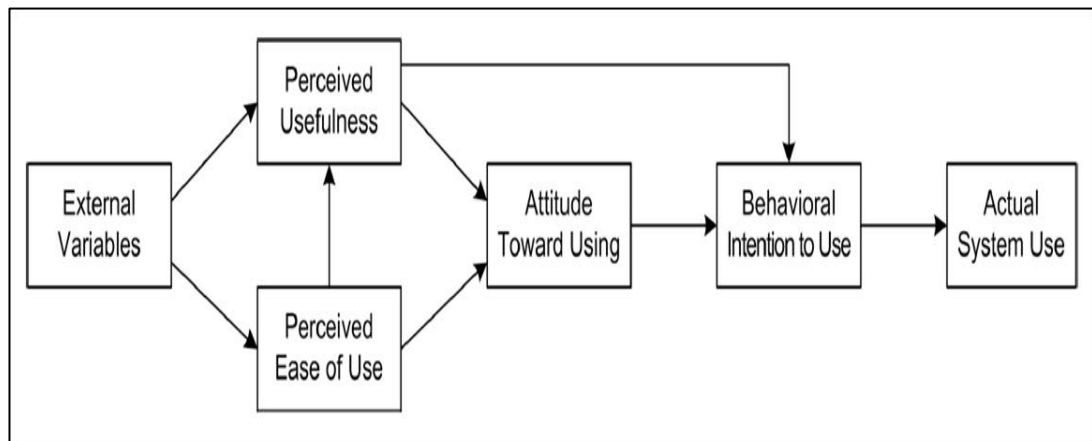 Perceived
Usefulness
External
Variables
Perceived
Ease of Use
Attitude
Toward Using
Behavioral
Intention to Use
Actual
System Use